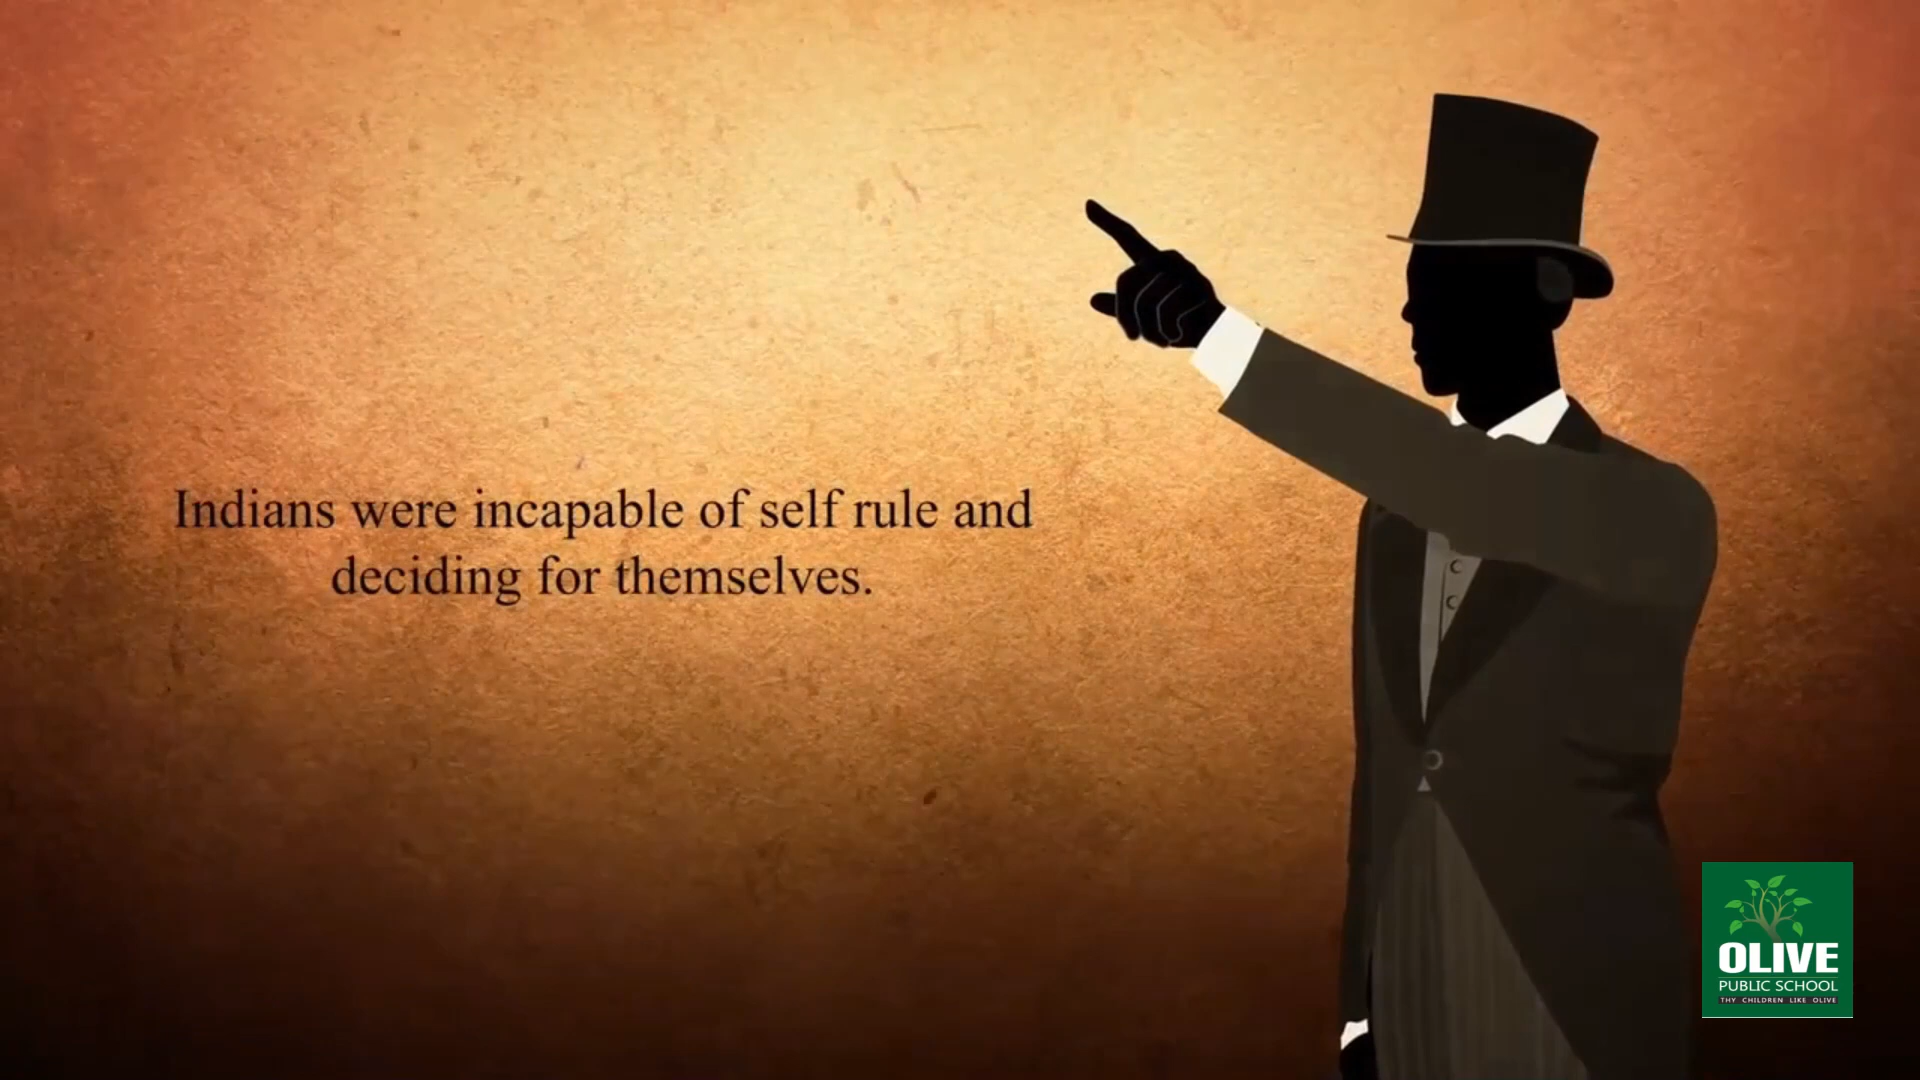 Indians were incapable of self rule and
deciding for themselves.
OLIVE
PUBLIC SCHOOL
THY CHILDREN LIKE OLIVE